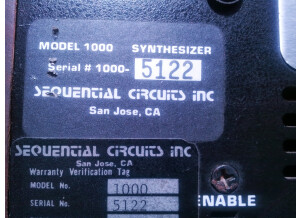 MODEL 1000 SYNTHESIZER
Serial # 1000- 5122
SEQUENTIAL CIRCUITS INC
San Jose, CA
SEQUENTIAL CIRCUITS INC
San Jose, CA
Warranty Verification Tag
MODEL No. 1000
SERIAL No. 5122
ENABLE